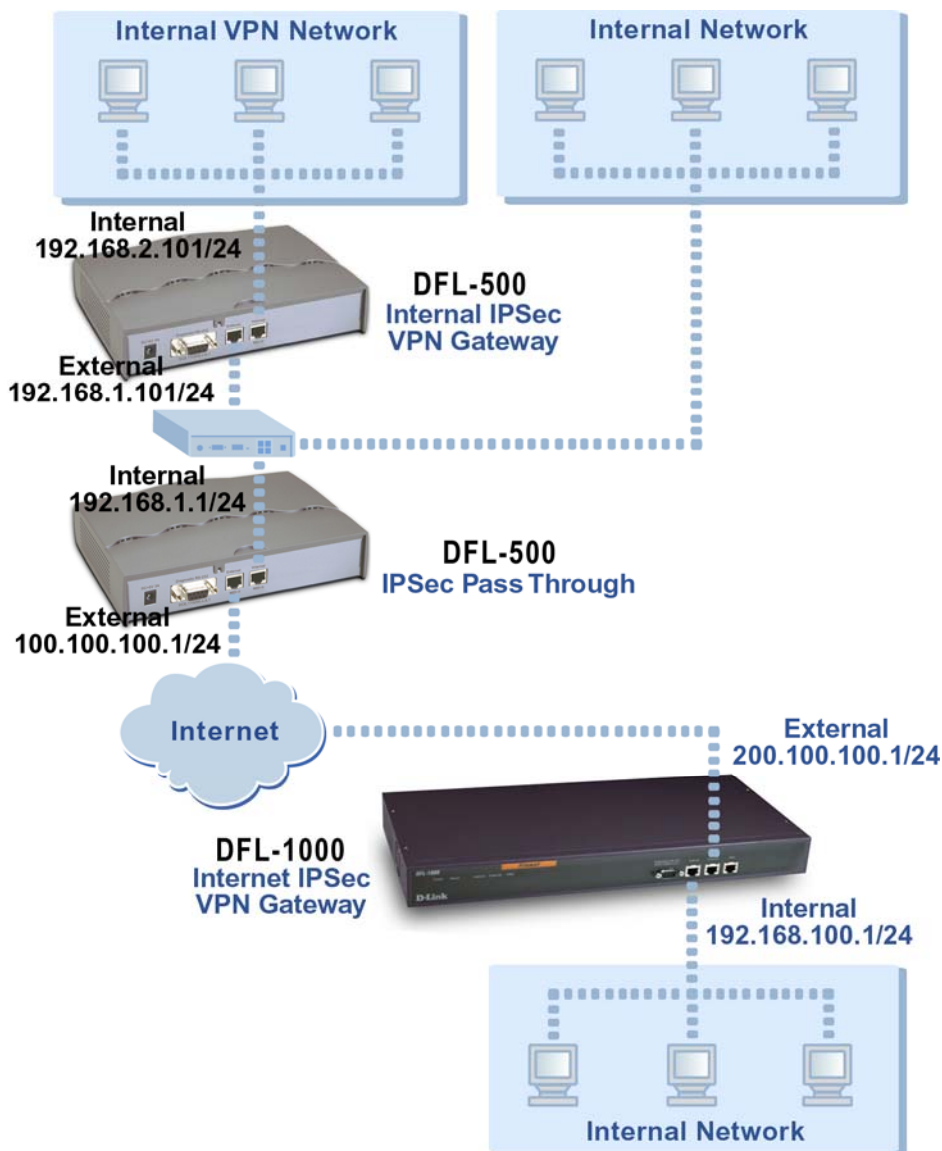 Internal VPN Network
Internal Network
Internal
192.168.2.101/24
DFL-500
Internal IPSec
VPN Gateway
External
192.168.1.101/24
Internal
192.168.1.1/24
DFL-500
IPSec Pass Through
External
100.100.100.1/24
Internet
External
200.100.100.1/24
DFL-1000
Internet IPSec
VPN Gateway
DFL-1000
D-Link
Internal
192.168.100.1/24
Internal Network